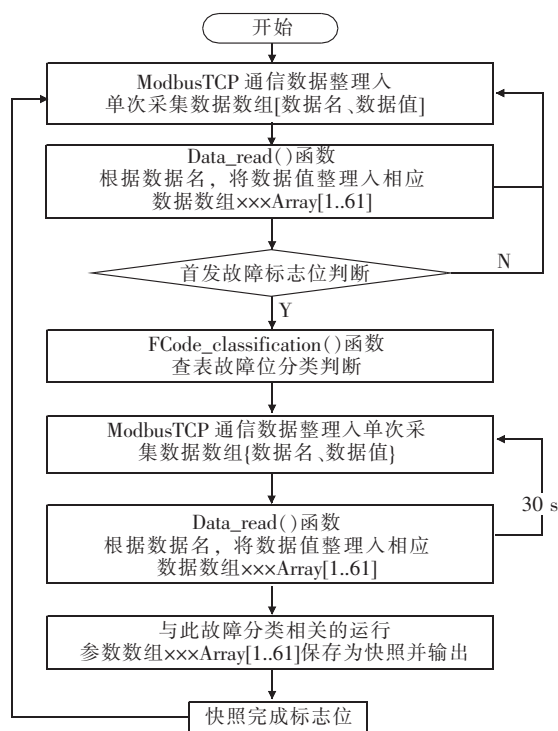 开始
ModbusTCP 通信数据整理入
单次采集数据数组[数据名、数据值]
Data_read()函数
根据数据名，将数据值整理入相应
数据数组×××Array[1..61]
首发故障标志位判断
N
Y
FCode_classification()函数
查表故障位分类判断
ModbusTCP 通信数据整理入单次采
集数据数组{数据名、数据值}
30 s
Data_read()函数
根据数据名，将数据值整理入相应
数据数组×××Array[1..61]
与此故障分类相关的运行
参数数组×××Array[1..61]保存为快照并输出
快照完成标志位